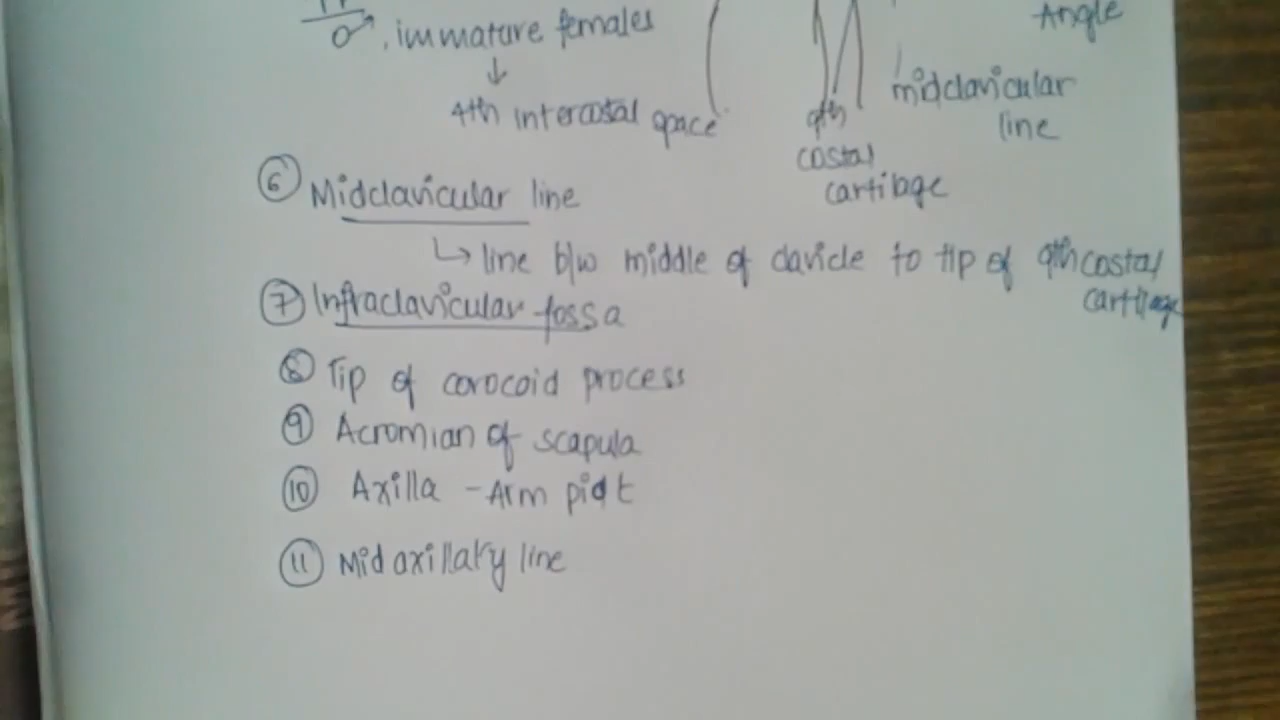 ♂, immature females
↓
4th intercostal space
Angle
midclavicular
line
9th
costal
cartilage
⑥ Midclavicular line
↳ line b/w middle of clavicle to tip of 9th costal
cartilage
⑦ Infraclavicular fossa
⑧ Tip of corocoid process
⑨ Acromian of scapula
⑩ Axilla - Arm pit
⑪ Midaxillary line